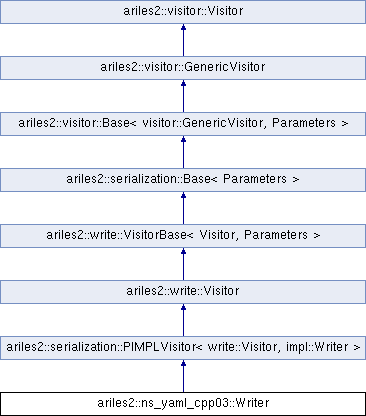 ariles2::visitor::Visitor
ariles2::visitor::GenericVisitor
ariles2::visitor::Base< visitor::GenericVisitor, Parameters >
ariles2::serialization::Base< Parameters >
ariles2::write::VisitorBase< Visitor, Parameters >
ariles2::write::Visitor
ariles2::serialization::PIMPLVisitor< write::Visitor, impl::Writer >
ariles2::ns_yaml_cpp03::Writer